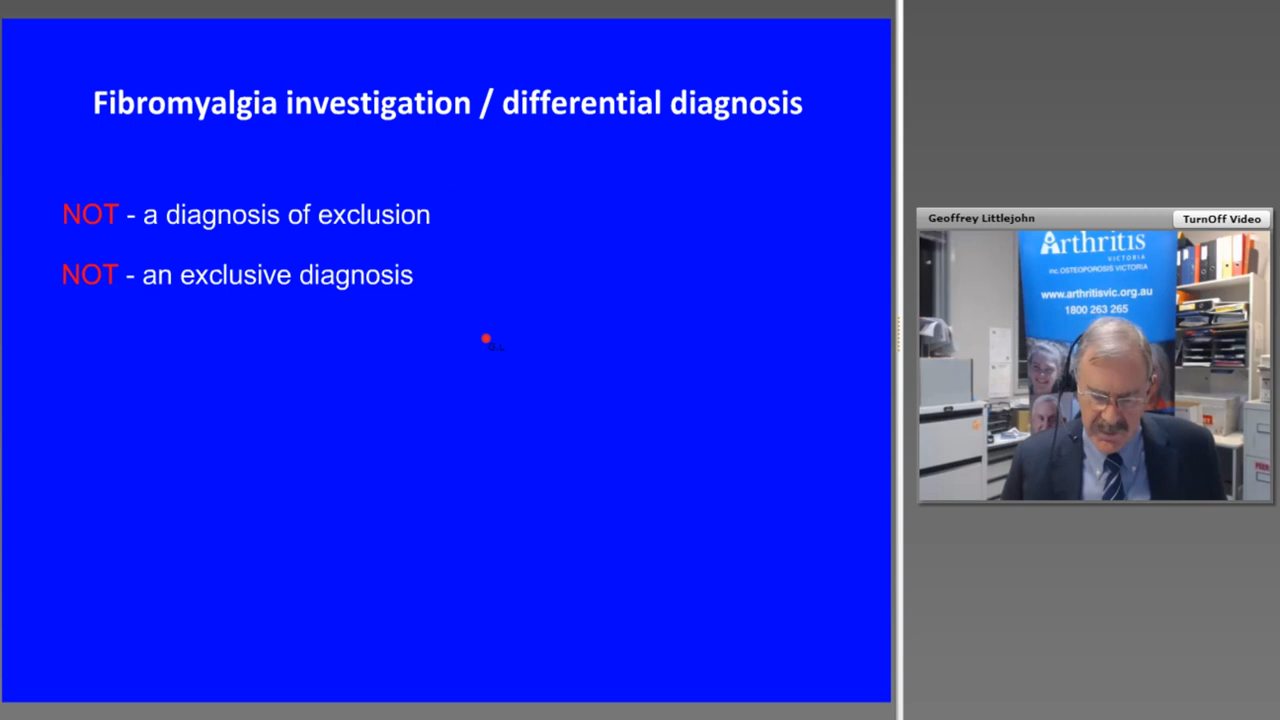 Fibromyalgia investigation / differential diagnosis
NOT - a diagnosis of exclusion
NOT - an exclusive diagnosis
Geoffrey Littlejohn
TurnOff Video
Arthritis
VICTORIA
inc. OSTEOPOROSIS VICTORIA
www.arthritisvic.org.au
1800 263 265